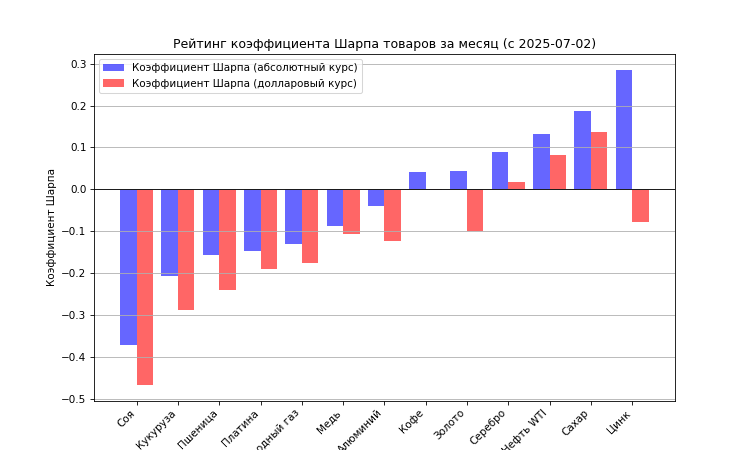 Рейтинг коэффициента Шарпа товаров за месяц (с 2025-07-02)
Коэффициент Шарпа (абсолютный курс)
Коэффициент Шарпа (долларовый курс)
Коэффициент Шарпа
0.3
0.2
0.1
0.0
−0.1
−0.2
−0.3
−0.4
−0.5
Соя
Кукуруза
Пшеница
Платина
одный газ
Медь
Алюминий
Кофе
Золото
Серебро
Нефть WTI
Сахар
Цинк